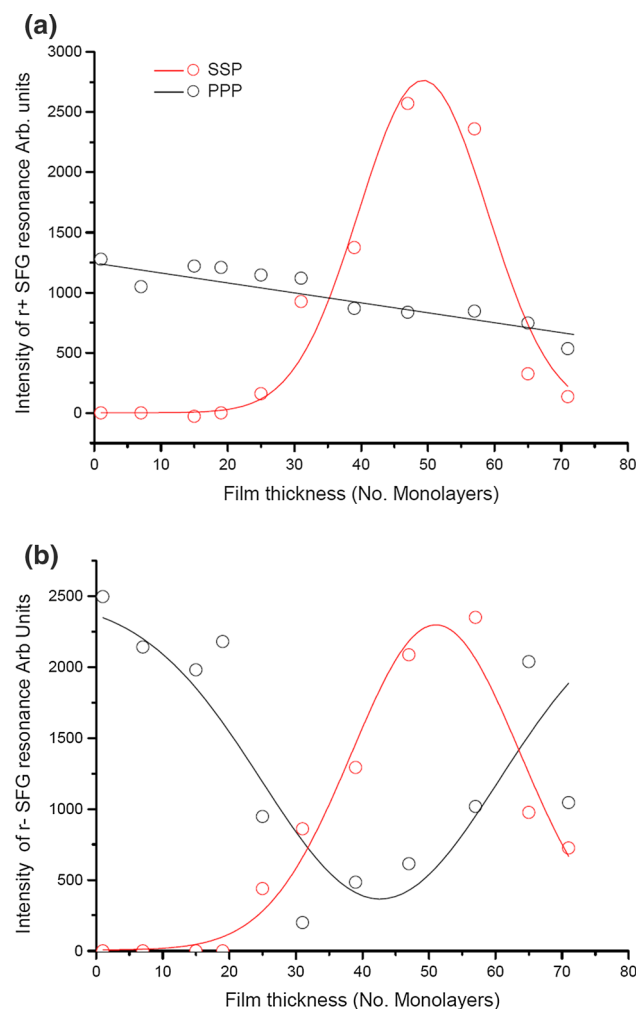 (a)
3000
2500
2000
1500
1000
500
0
Intensity of r+ SFG resonance Arb. units
SSP
PPP
0 10 20 30 40 50 60 70 80
Film thickness (No. Monolayers)
(b)
2500
2000
1500
1000
500
0
Intensity of r- SFG resonance Arb Units
0 10 20 30 40 50 60 70 80
Film thickness (No. Monolayers)